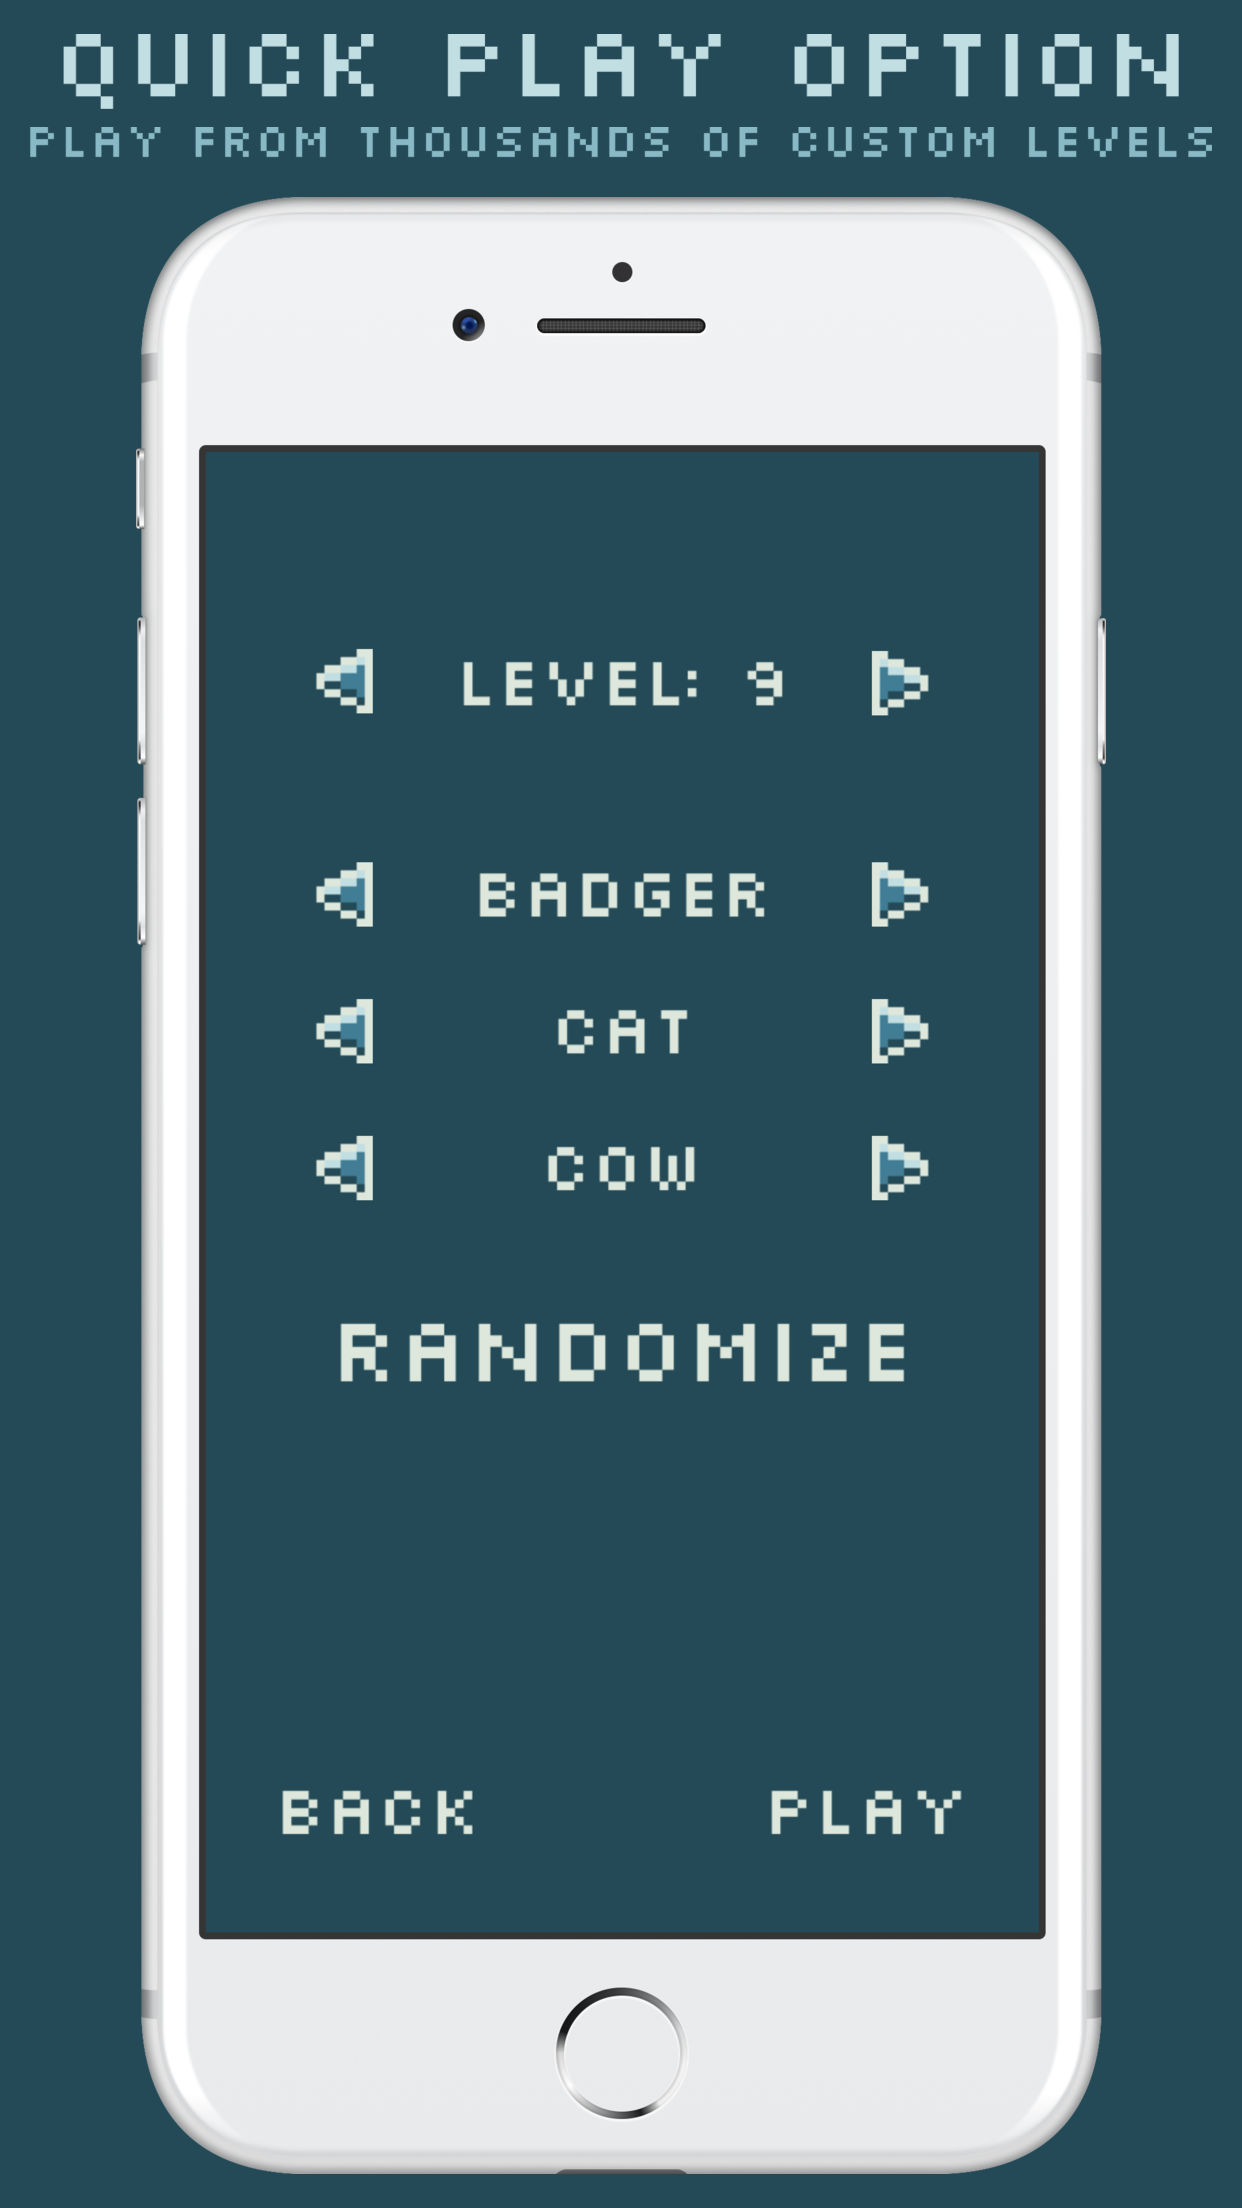 QUICK PLAY OPTION
PLAY FROM THOUSANDS OF CUSTOM LEVELS
LEVEL: 9
BADGER
CAT
COW
RANDOMIZE
BACK PLAY